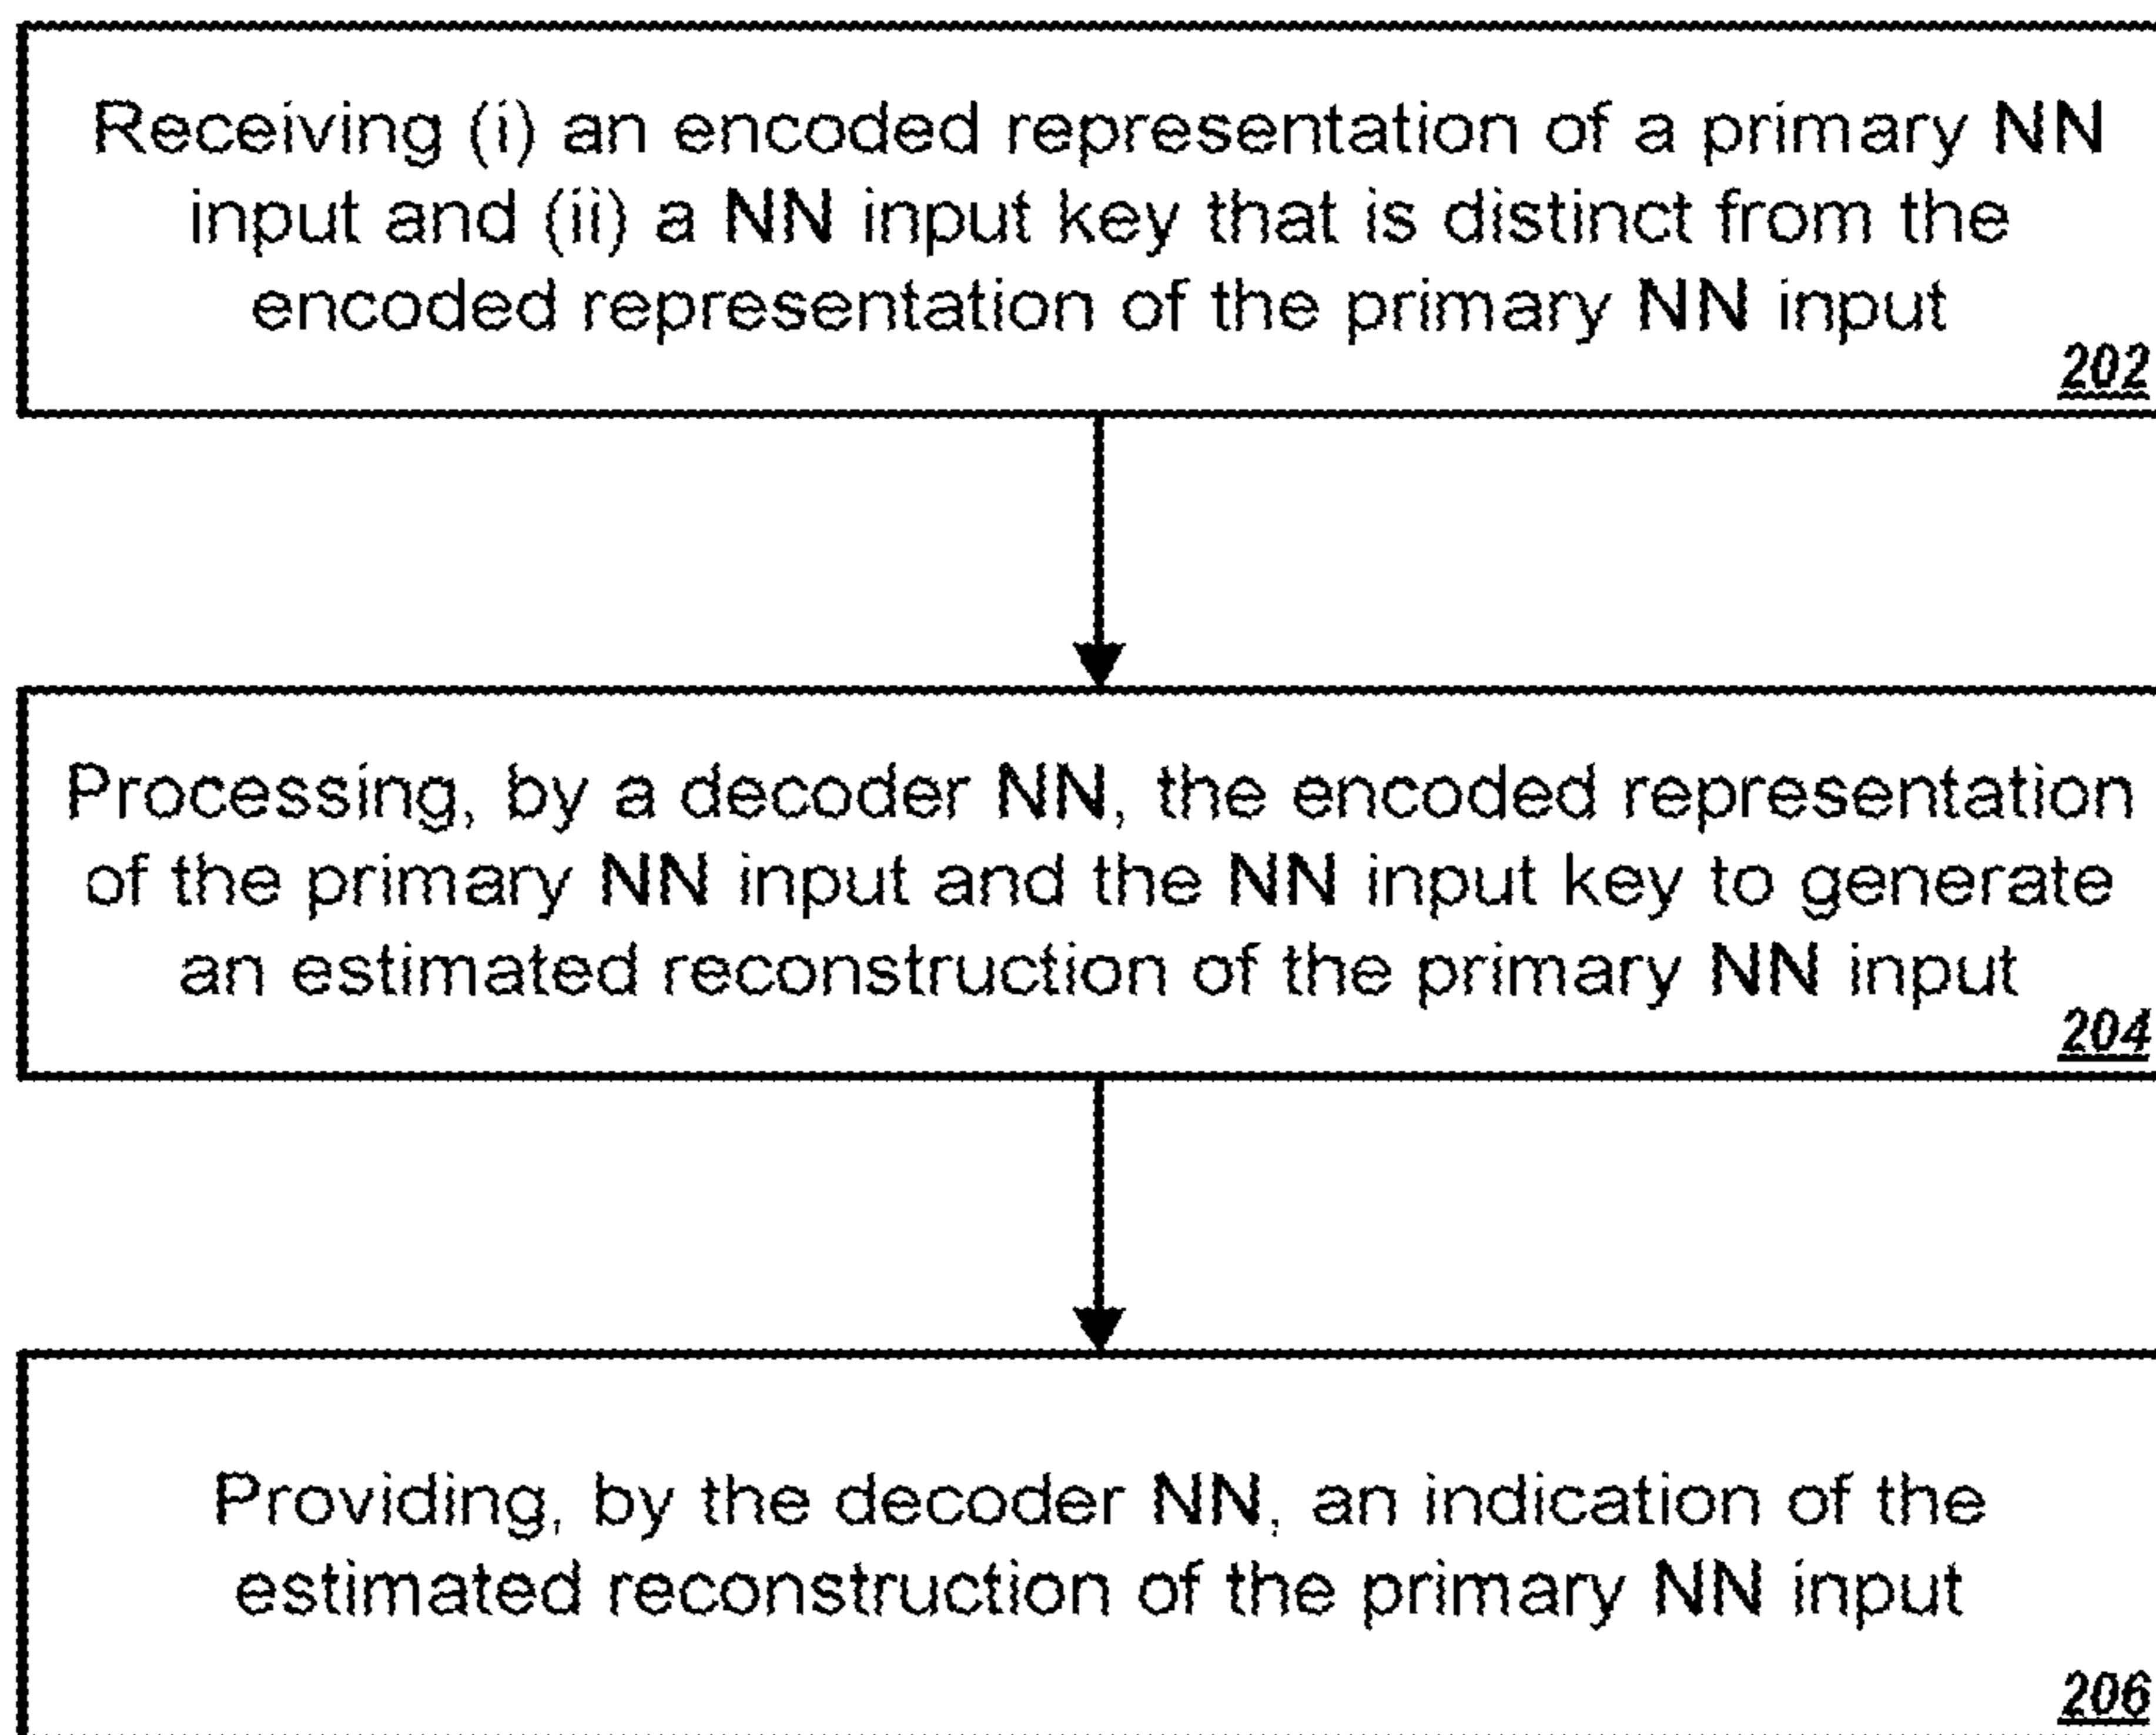 Receiving (i) an encoded representation of a primary NN
input and (ii) a NN input key that is distinct from the
encoded representation of the primary NN input
202
Processing, by a decoder NN, the encoded representation
of the primary NN input and the NN input key to generate
an estimated reconstruction of the primary NN input
204
Providing, by the decoder NN, an indication of the
estimated reconstruction of the primary NN input
206